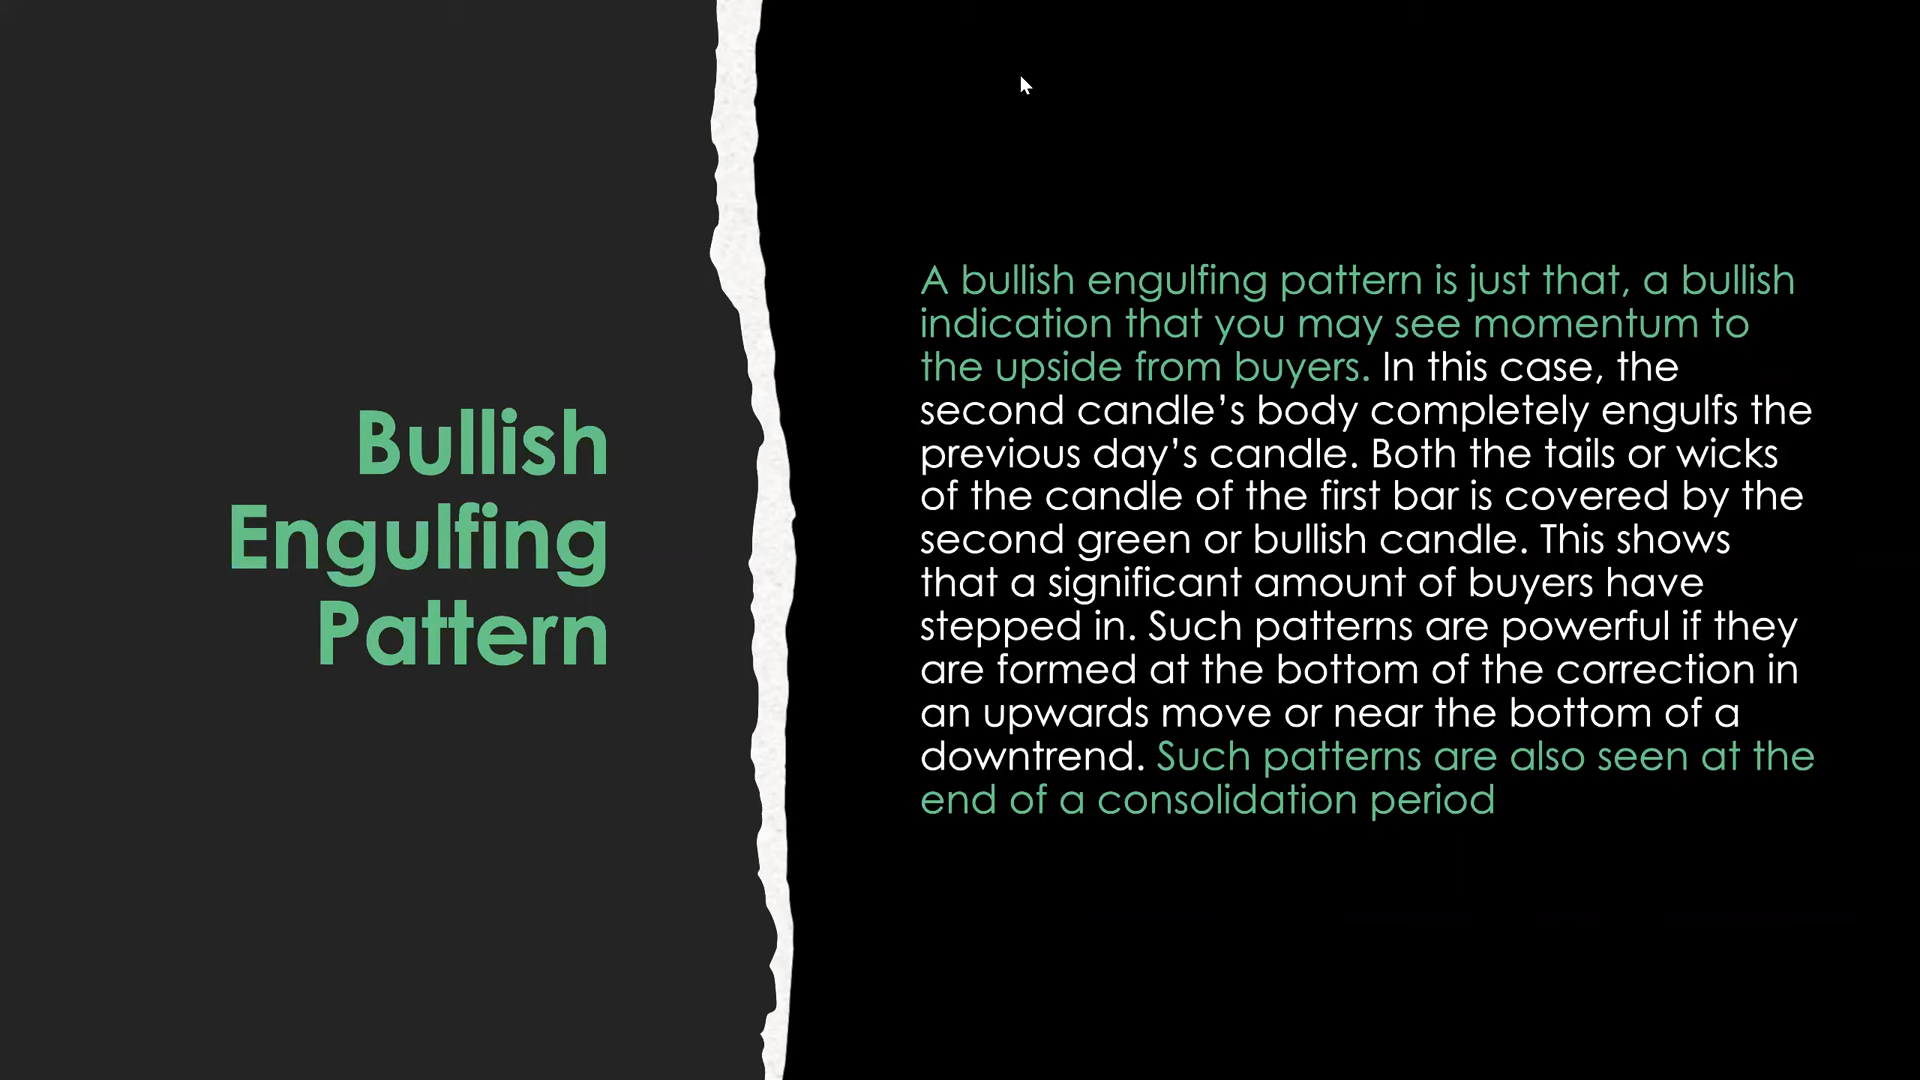 Bullish
Engulfing
Pattern
A bullish engulfing pattern is just that, a bullish
indication that you may see momentum to
the upside from buyers. In this case, the
second candle’s body completely engulfs the
previous day’s candle. Both the tails or wicks
of the candle of the first bar is covered by the
second green or bullish candle. This shows
that a significant amount of buyers have
stepped in. Such patterns are powerful if they
are formed at the bottom of the correction in
an upwards move or near the bottom of a
downtrend. Such patterns are also seen at the
end of a consolidation period